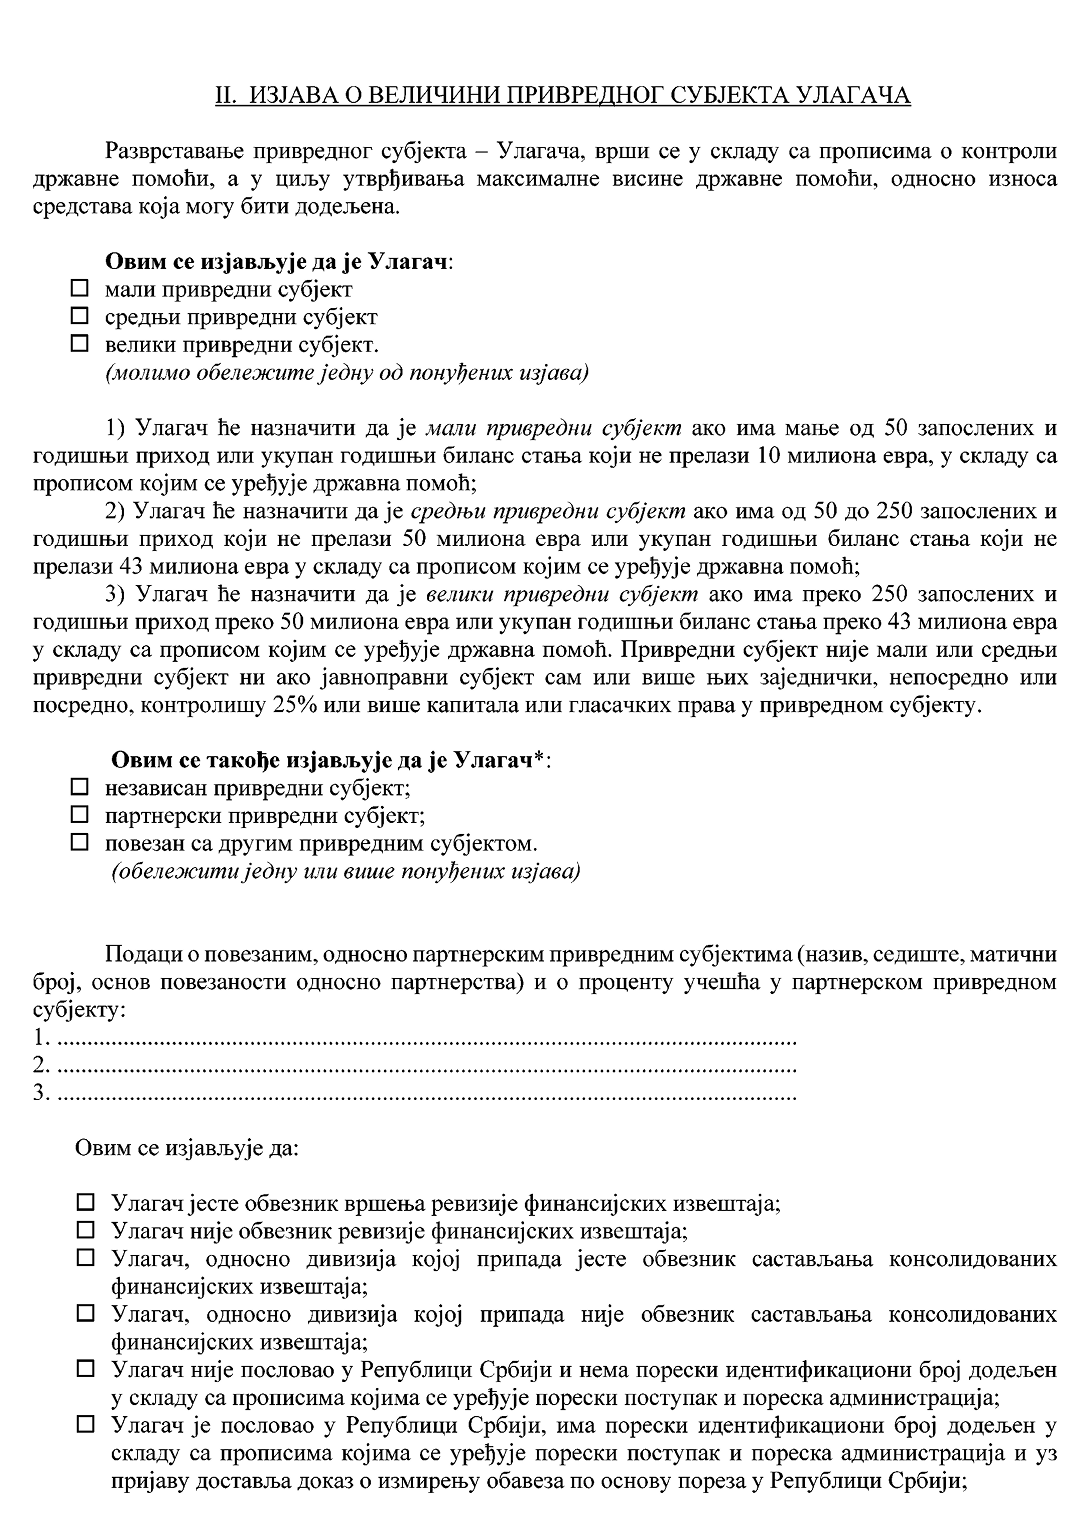 II. ИЗЈАВА О ВЕЛИЧИНИ ПРИВРЕДНОГ СУБЈЕКТА УЛАГАЧА
Разврставање привредног субјекта – Улагача, врши се у складу са прописима о контроли
државне помоћи, а у циљу утврђивања максималне висине државне помоћи, односно износа
средстава која могу бити додељена.
Овим се изјављује да је Улагач:
☐ мали привредни субјект
☐ средњи привредни субјект
☐ велики привредни субјект.
(молимо обележите једну од понуђених изјава)
1) Улагач ће назначити да је мали привредни субјект ако има мање од 50 запослених и
годишњи приход или укупан годишњи биланс стања који не прелази 10 милиона евра, у складу са
прописом којим се уређује државна помоћ;
2) Улагач ће назначити да је средњи привредни субјект ако има од 50 до 250 запослених и
годишњи приход који не прелази 50 милиона евра или укупан годишњи биланс стања који не
прелази 43 милиона евра у складу са прописом којим се уређује државна помоћ;
3) Улагач ће назначити да је велики привредни субјект ако има преко 250 запослених и
годишњи приход преко 50 милиона евра или укупан годишњи биланс стања преко 43 милиона евра
у складу са прописом којим се уређује државна помоћ. Привредни субјект није мали или средњи
привредни субјект ни ако јавноправни субјект сам или више њих заједнички, непосредно или
посредно, контролишу 25% или више капитала или гласачких права у привредном субјекту.
Овим се такође изјављује да је Улагач*:
☐ независан привредни субјект;
☐ партнерски привредни субјект;
☐ повезан са другим привредним субјектом.
(обележити једну или више понуђених изјава)
Подаци о повезаним, односно партнерским привредним субјектима (назив, седиште, матични
број, основ повезаности односно партнерства) и о проценту учешћа у партнерском привредном
субјекту:
1. ............................................................................................................................
2. ............................................................................................................................
3. ............................................................................................................................
Овим се изјављује да:
☐ Улагач јесте обвезник вршења ревизије финансијских извештаја;
☐ Улагач није обвезник ревизије финансијских извештаја;
☐ Улагач, односно дивизија којој припада јесте обвезник састављања консолидованих
финансијских извештаја;
☐ Улагач, односно дивизија којој припада није обвезник састављања консолидованих
финансијских извештаја;
☐ Улагач није пословао у Републици Србији и нема порески идентификациони број додељен
у складу са прописима којима се уређује порески поступак и пореска администрација;
☐ Улагач је пословао у Републици Србији, има порески идентификациони број додељен у
складу са прописима којима се уређује порески поступак и пореска администрација и уз
пријаву доставља доказ о измирењу обавеза по основу пореза у Републици Србији;